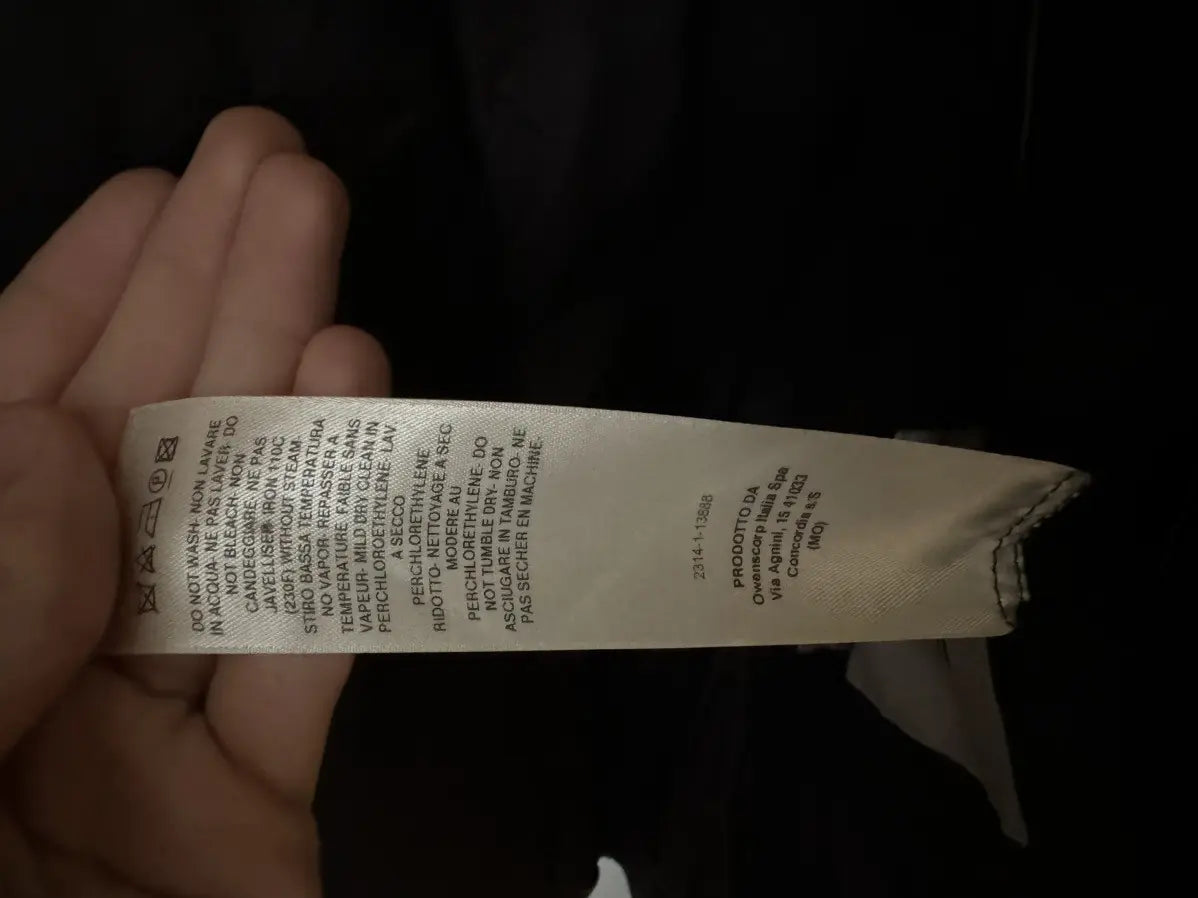 DO NOT WASH- NON LAVARE
IN ACQUA- NE PAS LAVER- DO
NOT BLEACH- NON
CANDEGGIARE- NE PAS
JAVELLISER- IRON 110C
(230F) WITHOUT STEAM-
STIRO BASSA TEMPERATURA
NO VAPOR- REPASSER A
TEMPERATURE FAIBLE SANS
VAPEUR- MILD DRY CLEAN IN
PERCHLOROETHYLENE- LAV.
A SECCO
PERCHLORETHYLENE
RIDOTTO- NETTOYAGE A SEC
MODERE AU
PERCHLORETHYLENE- DO
NOT TUMBLE DRY- NON
ASCIUGARE IN TAMBURO- NE
PAS SECHER EN MACHINE.
2314-1-13888
PRODOTTO DA
Owenscorp Italia Spa
Via Agnini, 15 41033
Concordia s/S
(MO)